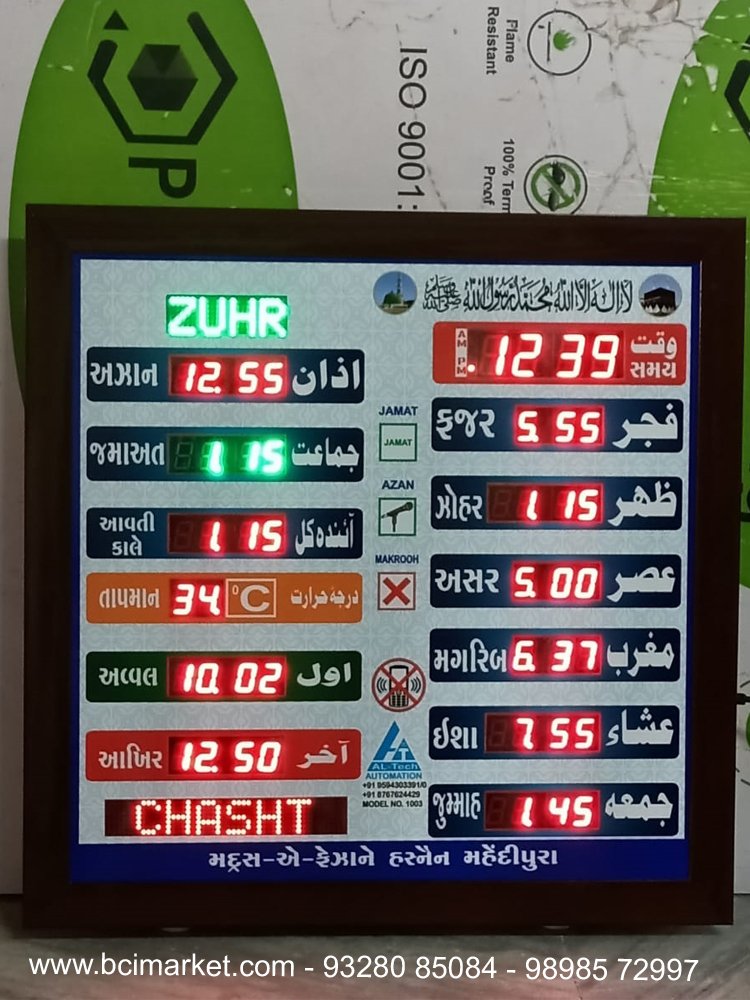 Flame
Resistant
ISO 9001:
100% Term
Proof
P
ZUHR
لا اله الا الله محمد رسول الله ﷺ
AM
PM
12 39 وقت
સમય
અઝાન 12.55 اذان
જમાઅત 1.15 جماعت
આવતી
કાલે 1.15 آئندہ کل
તાપમાન 34 °C درجہ حرارت
અવ્વલ 10.02 اول
આખિર 12.50 آخر
CHASHT
JAMAT
JAMAT
AZAN
MAKROOH
AL-Tech
AUTOMATION
+91 9594303391/0
+91 8767624429
MODEL NO. 1003
ફજર 5.55 فجر
ઝોહર 1.15 ظهر
અસર 5.00 عصر
મગરિબ 6.37 مغرب
ઈશા 7.55 عشاء
જુમ્માહ 1.45 جمعه
મદ્રસ-એ-ફેઝાને હસ્નૈન મહેંદીપુરા
www.bcimarket.com - 93280 85084 - 98985 72997